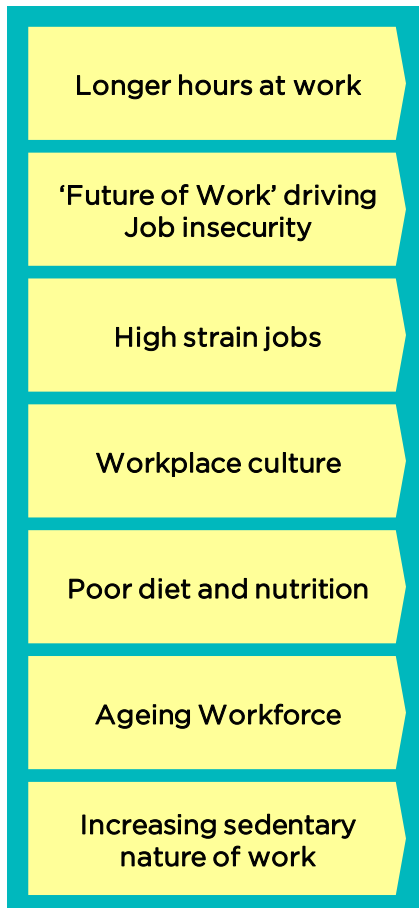 Longer hours at work
‘Future of Work’ driving
Job insecurity
High strain jobs
Workplace culture
Poor diet and nutrition
Ageing Workforce
Increasing sedentary
nature of work